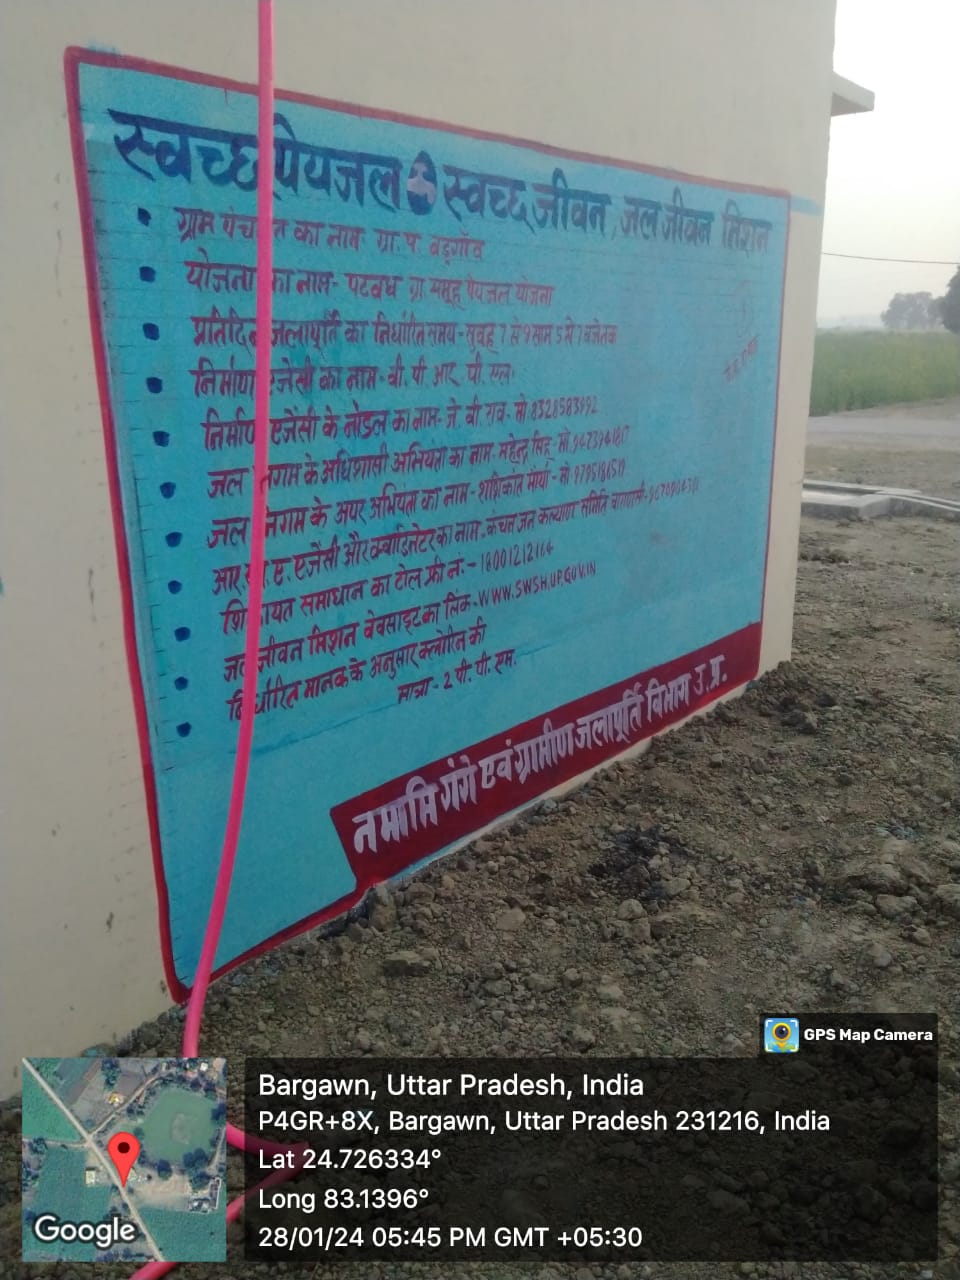 स्वच्छ पेयजल स्वच्छ जीवन, जल जीवन मिशन
ग्राम पंचायत का नाम ग्रा.प. बड़गाँव
योजना का नाम- पटवध ग्रा. समूह पेयजल योजना
प्रतिदिन जलापूर्ति का निर्धारित समय - सुबह 7 से 9 साम 5 से 7 बजे तक
निर्माण एजेंसी का नाम- बी. पी. आर. पी. एल.
निर्माण एजेंसी के नोडल का नाम- जे. बी. राव- मो.
जल निगम के अधिशासी अभियंता का नाम- महेन्द्र सिंह- मो.
जल निगम के अपर अभियंता का नाम- शशिकांत मौर्या- मो.
आर. ए. एजेंसी और क्वाडिनेटर का नाम- कंचन जन कल्याण समिति वाराणसी-
शिकायत समाधान का टोल फ्री नं.- 18001212164
जल जीवन मिशन वेबसाइट का लिंक- WWW.SWSM.UP.GOV.IN
निर्धारित मानक के अनुसार क्लोरिन की
मात्रा- 2 पी. पी. एम.
नमामि गंगे एवं ग्रामीण जलापूर्ति विभाग उ.प्र.
GPS Map Camera
Bargawn, Uttar Pradesh, India
P4GR+8X, Bargawn, Uttar Pradesh 231216, India
Lat 24.726334°
Long 83.1396°
28/01/24 05:45 PM GMT +05:30
Google